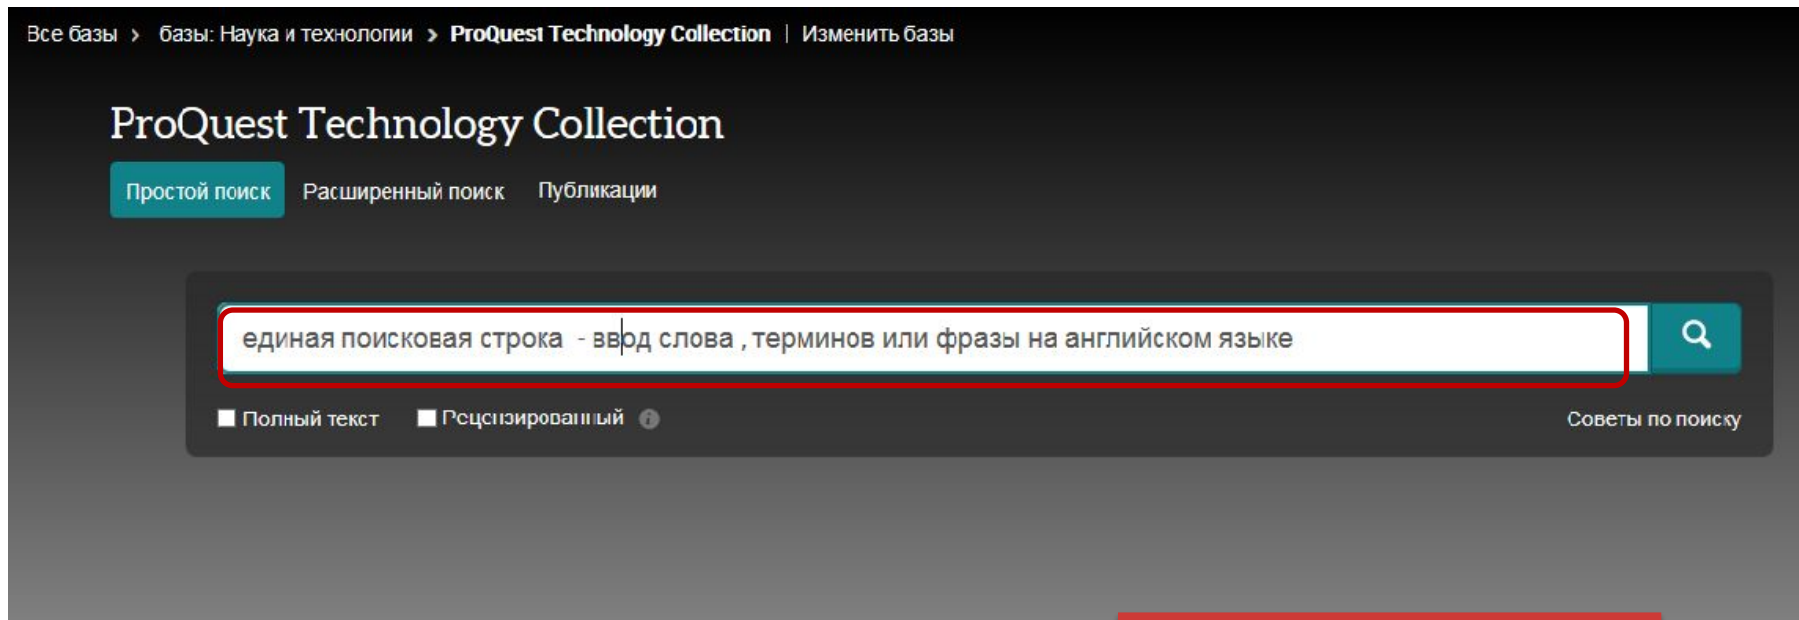 Все базы > базы: Наука и технологии > ProQuest Technology Collection | Изменить базы
ProQuest Technology Collection
Простой поиск Расширенный поиск Публикации
единая поисковая строка - ввод слова , терминов или фразы на английском языке
Полный текст Рецензированный i Советы по поиску